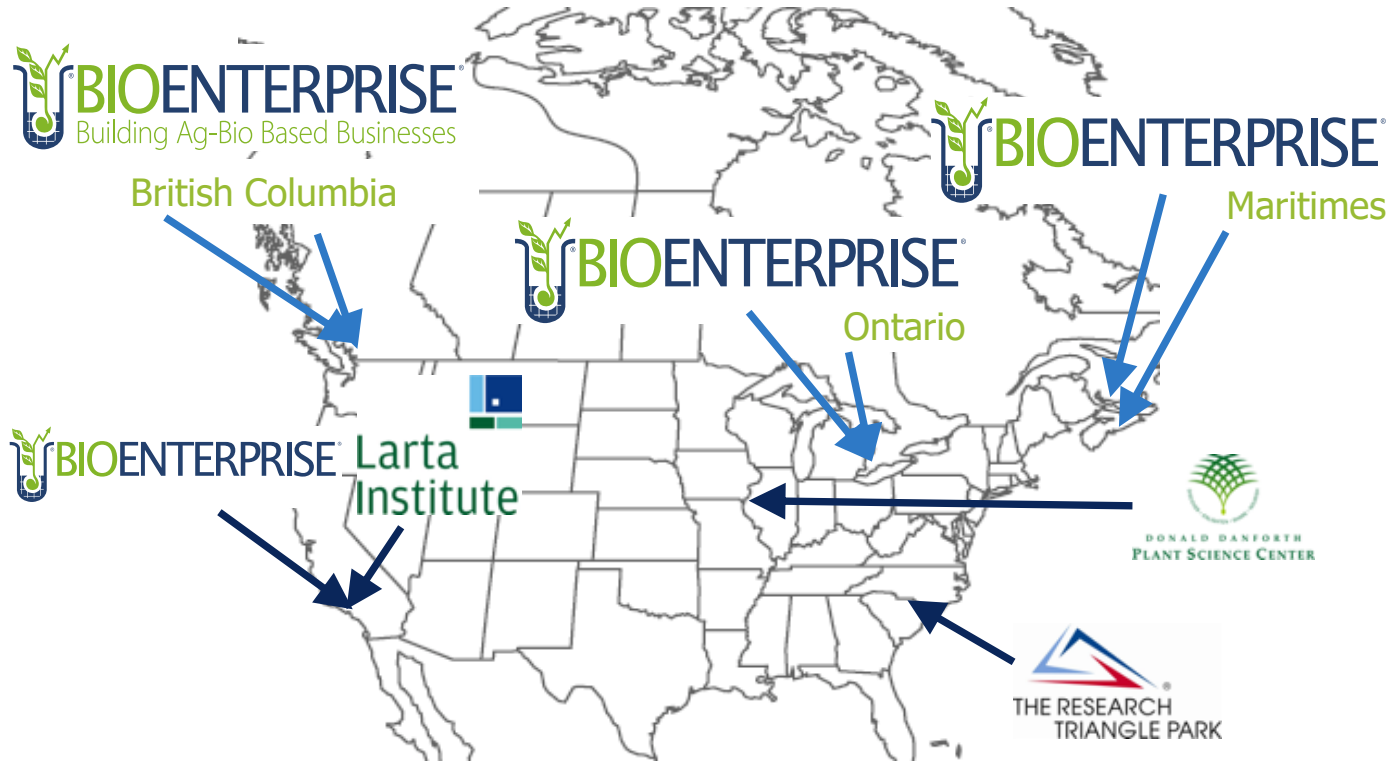 BIOENTERPRISE®
Building Ag-Bio Based Businesses
British Columbia
BIOENTERPRISE®
Maritimes
BIOENTERPRISE®
Ontario
BIOENTERPRISE®
Larta
Institute
DONALD DANFORTH
PLANT SCIENCE CENTER
THE RESEARCH
TRIANGLE PARK
®